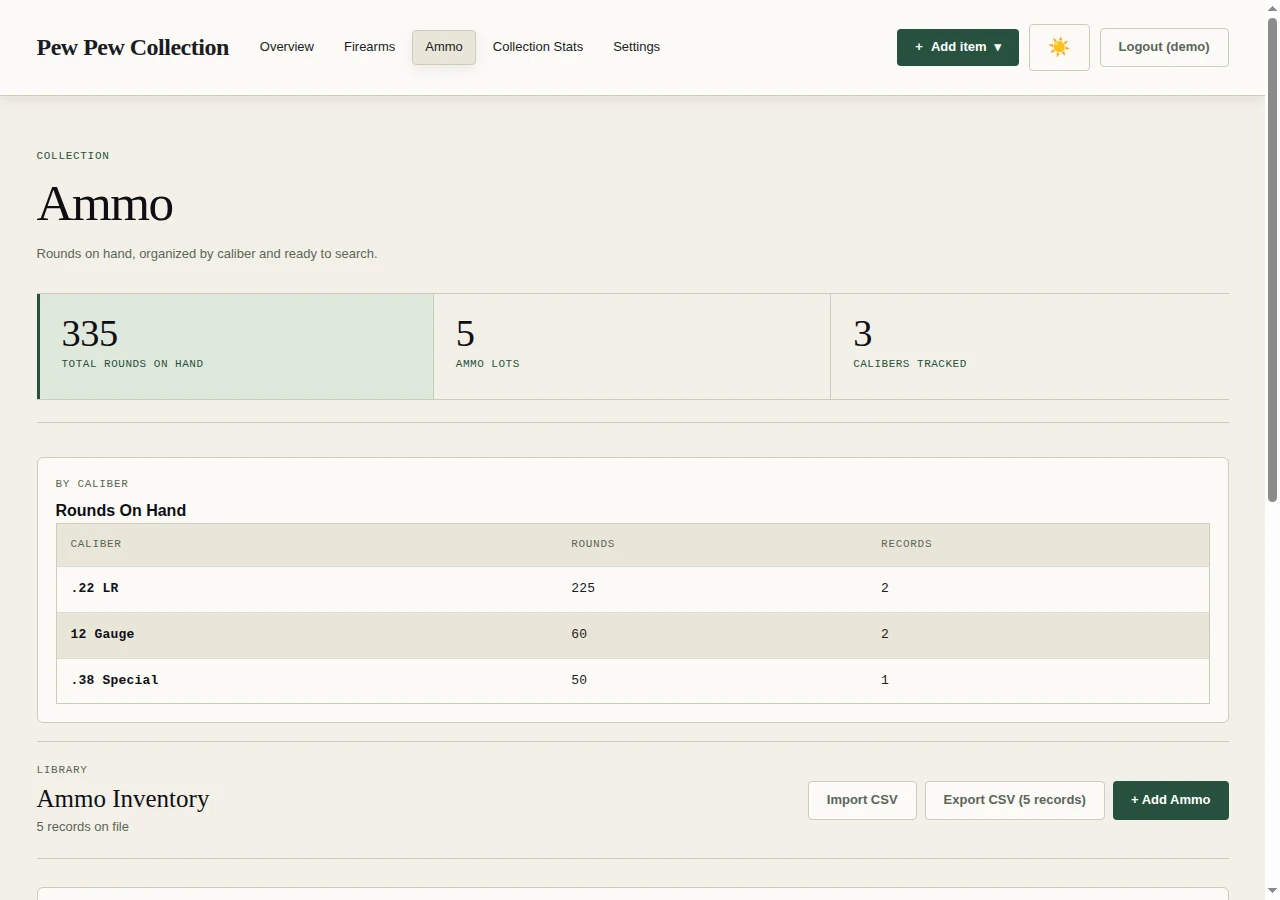 Pew Pew Collection
Overview
Firearms
Ammo
Collection Stats
Settings
+ Add item ▼
Logout (demo)
COLLECTION
Ammo
Rounds on hand, organized by caliber and ready to search.
335
TOTAL ROUNDS ON HAND
5
AMMO LOTS
3
CALIBERS TRACKED
BY CALIBER
Rounds On Hand
CALIBER ROUNDS RECORDS
.22 LR 225 2
12 Gauge 60 2
.38 Special 50 1
LIBRARY
Ammo Inventory
5 records on file
Import CSV
Export CSV (5 records)
+ Add Ammo